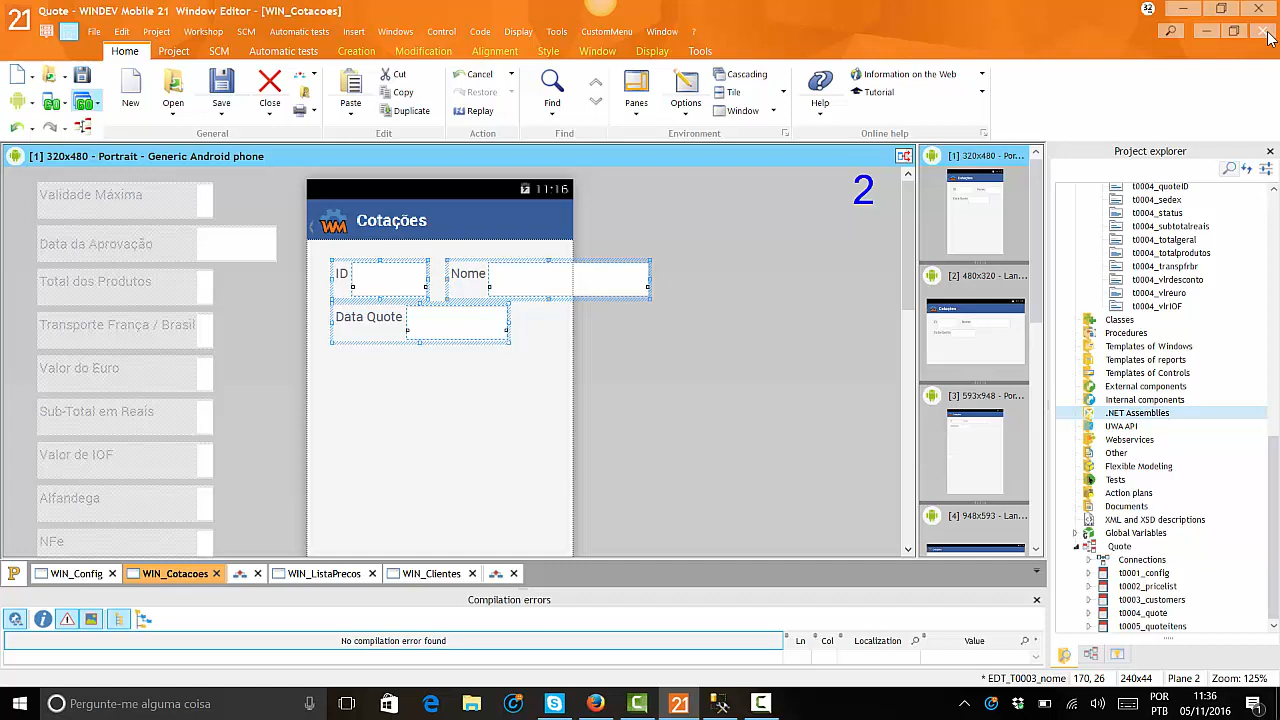 Quote - WINDEV Mobile 21 Window Editor - [WIN_Cotacoes]
32
21
File Edit Project Workshop SCM Automatic tests Insert Windows Control Code Display Tools CustomMenu Window ?
Home Project SCM Automatic tests Creation Modification Alignment Style Window Display Tools
New Open Save Close
Paste Cut Copy Duplicate
Cancel Restore Replay
Find
Panes Options Cascading Tile Window
Help Information on the Web Tutorial
General Edit Action Find Environment Online help
[1] 320x480 - Portrait - Generic Android phone
2
Validade Máxima
Data da Aprovação
Total dos Produtos
Transporte França / Brasil
Valor do Euro
Sub-Total em Reais
Valor de IOF
Alfandega
NFe
11:16
WM Cotações
ID
Nome
Data Quote
[1] 320x480 - Por...
[2] 480x320 - Lan...
[3] 593x948 - Por...
[4] 948x593 - Lan...
Project explorer
t0004_quoteID
t0004_sedex
t0004_status
t0004_subtotalreais
t0004_totalgeral
t0004_totalprodutos
t0004_transpfrbr
t0004_vlrdesconto
t0004_vlreuro
t0004_vlrIOF
Classes
Procedures
Templates of Windows
Templates of reports
Templates of Controls
External components
Internal components
.NET Assemblies
UWA API
Webservices
Other
Flexible Modeling
Tests
Action plans
Documents
XML and XSD descriptions
Global Variables
Quote
Connections
t0001_config
t0002_pricelist
t0003_customers
t0004_quote
t0005_quoteitens
WIN_Config WIN_Cotacoes WIN_ListaPrecos WIN_Clientes
Compilation errors
No compilation error found
Ln Col Localization Value
* EDT_T0003_nome 170, 26 240x44 Plane 2 Zoom: 125%
Pergunte-me alguma coisa
21
POR
PTB
11:36
05/11/2016